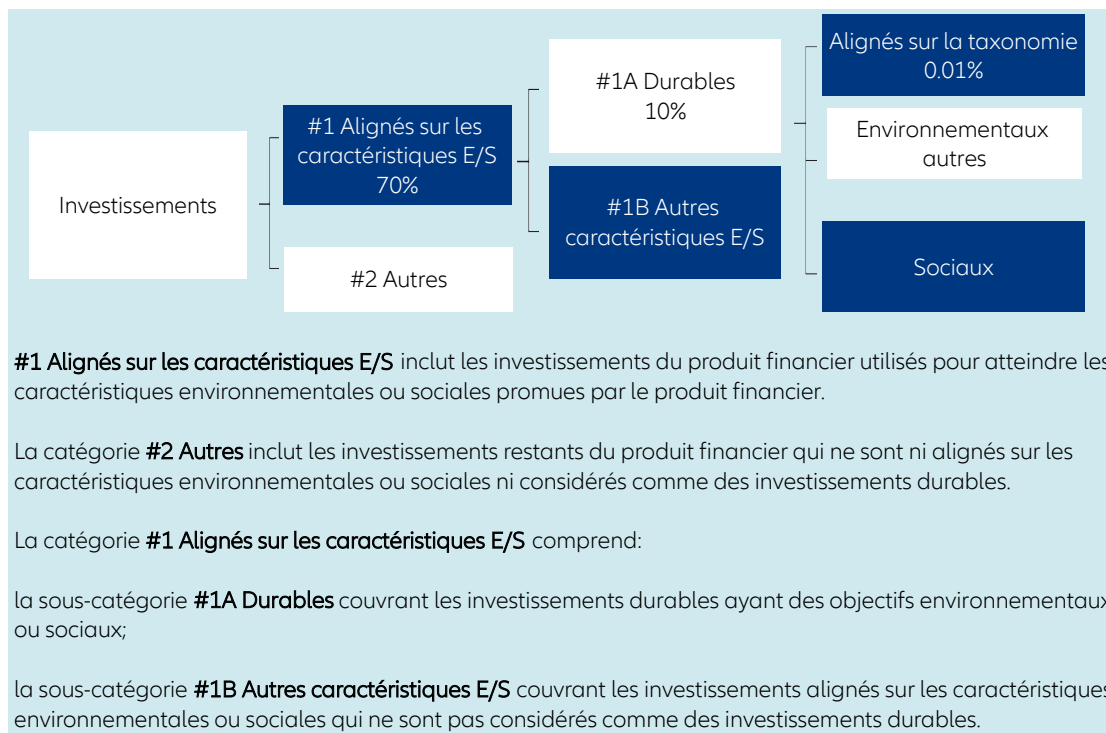 Investissements
#1 Alignés sur les
caractéristiques E/S
70%
#2 Autres
#1A Durables
10%
#1B Autres
caractéristiques E/S
Alignés sur la taxonomie
0.01%
Environnementaux
autres
Sociaux
#1 Alignés sur les caractéristiques E/S inclut les investissements du produit financier utilisés pour atteindre les
caractéristiques environnementales ou sociales promues par le produit financier.
La catégorie #2 Autres inclut les investissements restants du produit financier qui ne sont ni alignés sur les
caractéristiques environnementales ou sociales ni considérés comme des investissements durables.
La catégorie #1 Alignés sur les caractéristiques E/S comprend:
la sous-catégorie #1A Durables couvrant les investissements durables ayant des objectifs environnementaux
ou sociaux;
la sous-catégorie #1B Autres caractéristiques E/S couvrant les investissements alignés sur les caractéristiques
environnementales ou sociales qui ne sont pas considérés comme des investissements durables.